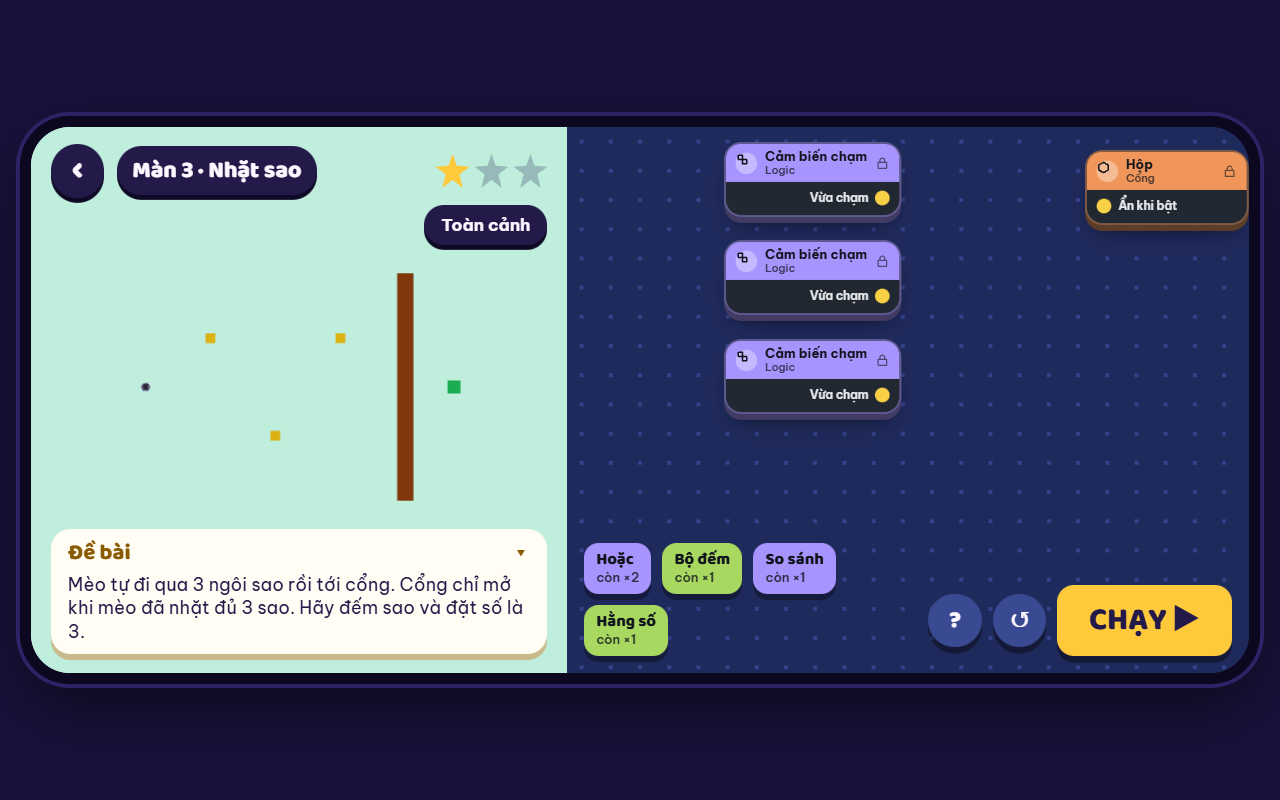 Màn 3 · Nhặt sao
Toàn cảnh
Đề bài
Mèo tự đi qua 3 ngôi sao rồi tới cổng. Cổng chỉ mở
khi mèo đã nhặt đủ 3 sao. Hãy đếm sao và đặt số là
3.
Cảm biến chạm
Logic
Vừa chạm
Cảm biến chạm
Logic
Vừa chạm
Cảm biến chạm
Logic
Vừa chạm
Hộp
Cổng
Ẩn khi bật
Hoặc
còn ×2
Bộ đếm
còn ×1
So sánh
còn ×1
Hằng số
còn ×1
?
CHẠY